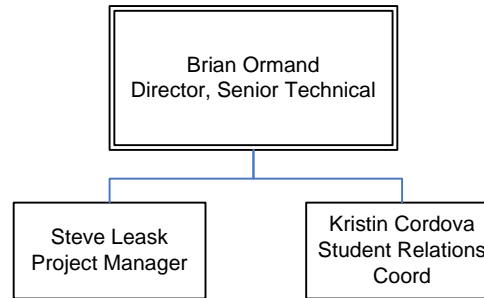 Brian Ormand
Director, Senior Technical
Steve Leask
Project Manager
Kristin Cordova
Student Relations
Coord